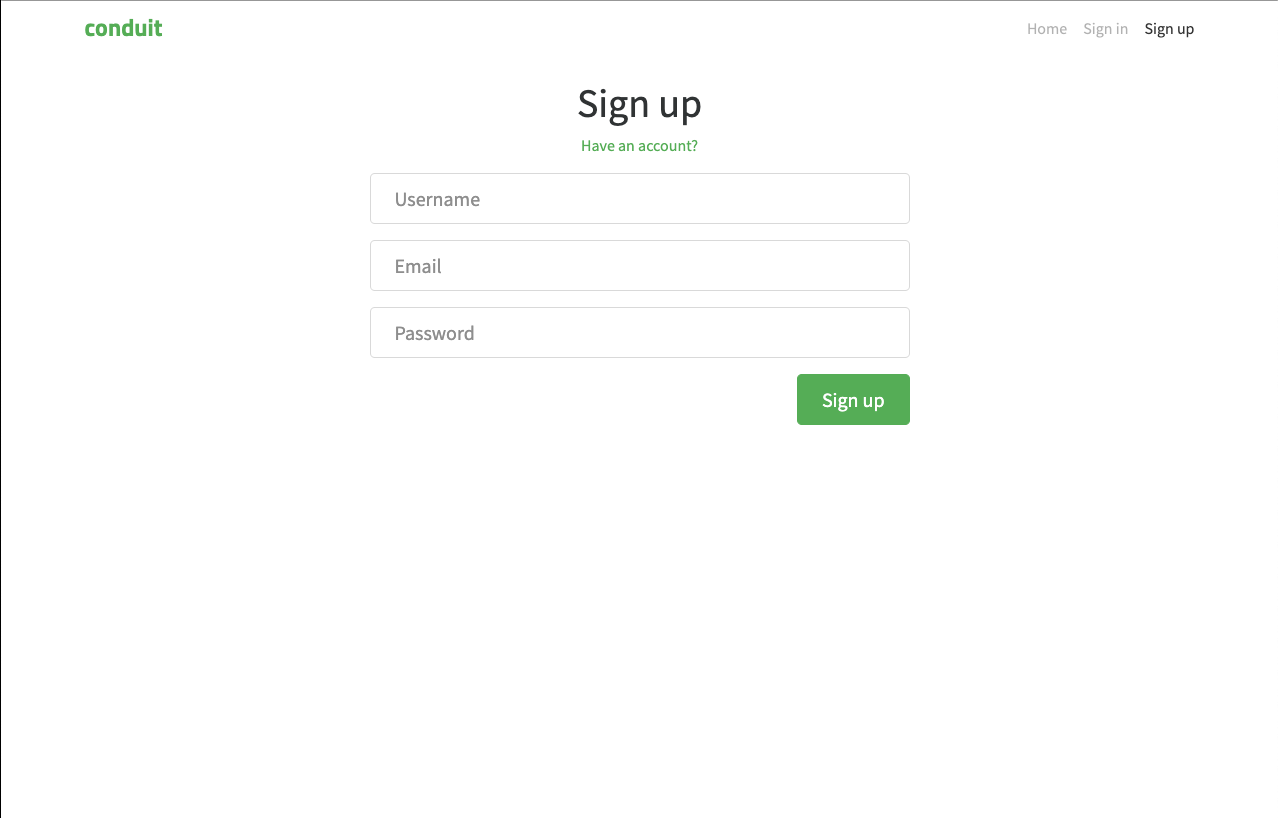 conduit
Home Sign in Sign up
Sign up
Have an account?
Username
Email
Password
Sign up